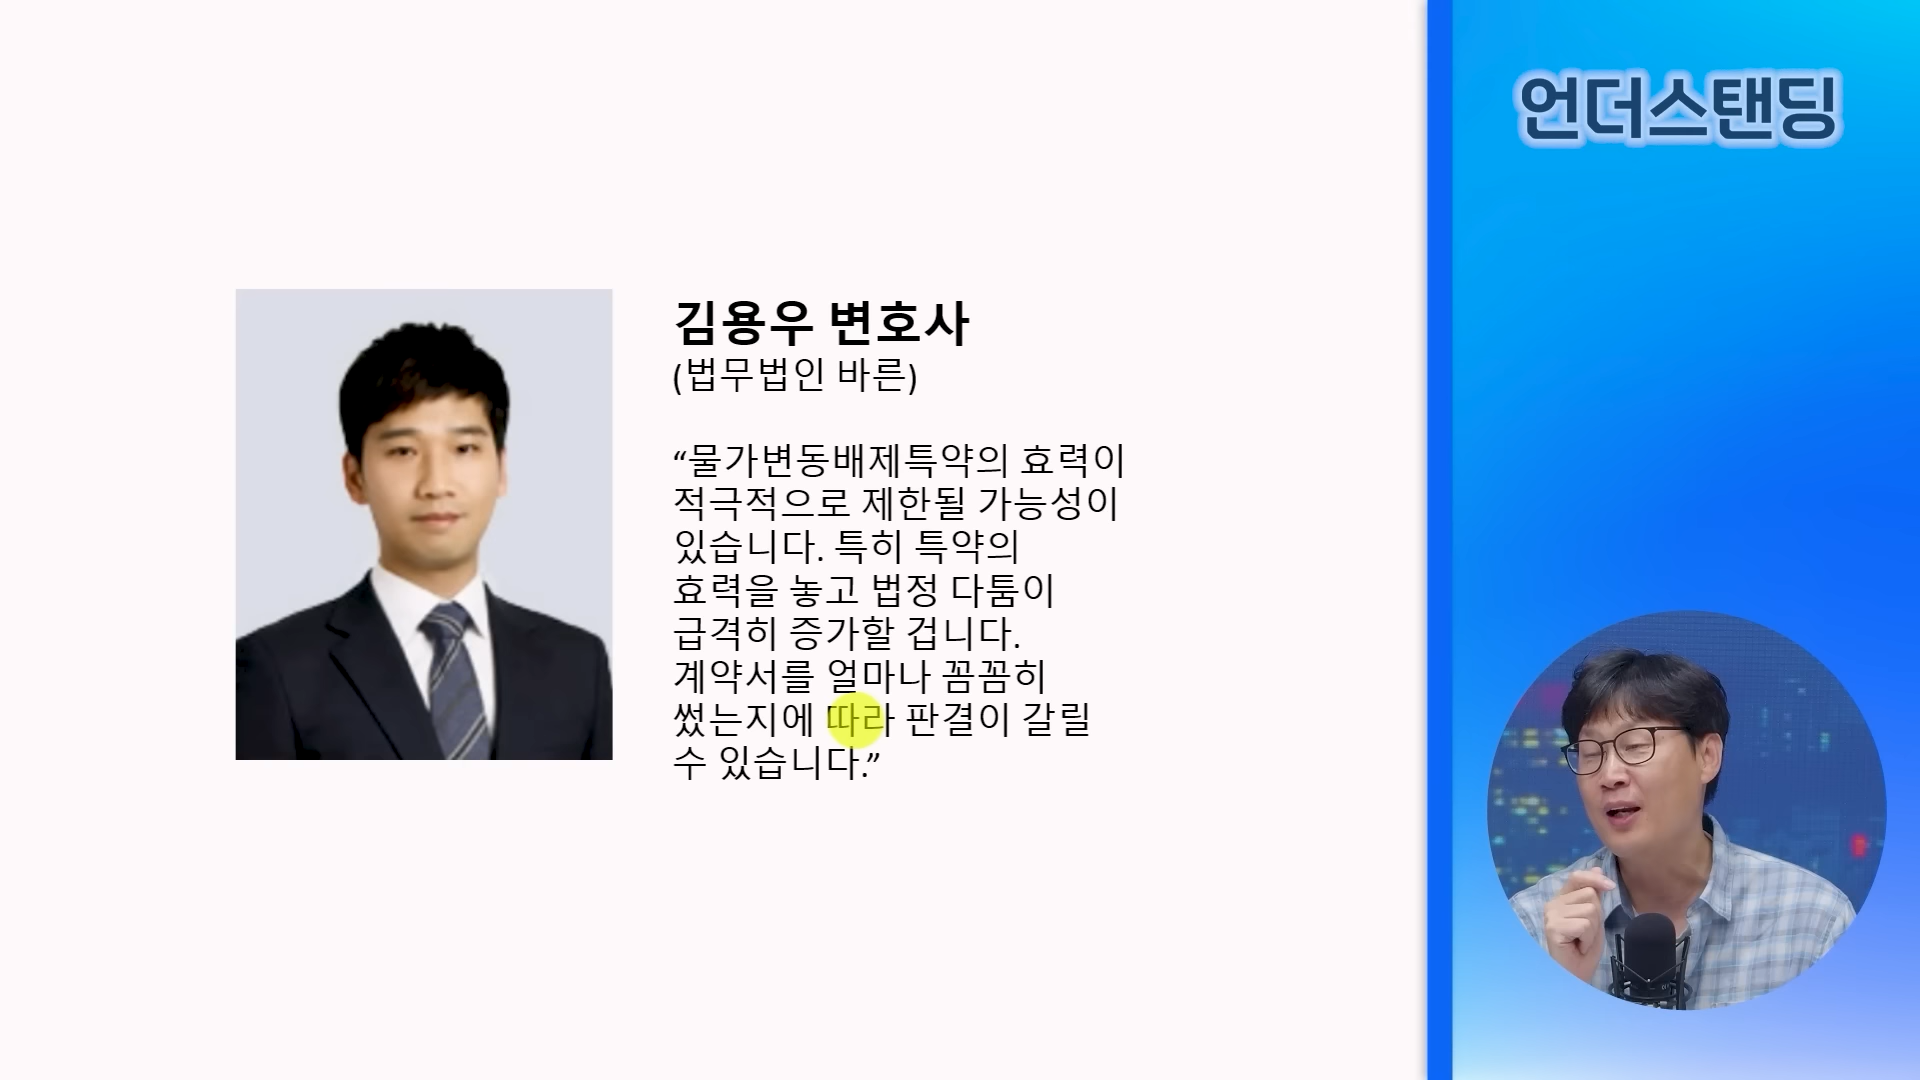 언더스탠딩
김용우 변호사
(법무법인 바른)
“물가변동배제특약의 효력이
적극적으로 제한될 가능성이
있습니다. 특히 특약의
효력을 놓고 법정 다툼이
급격히 증가할 겁니다.
계약서를 얼마나 꼼꼼히
썼는지에 따라 판결이 갈릴
수 있습니다.”